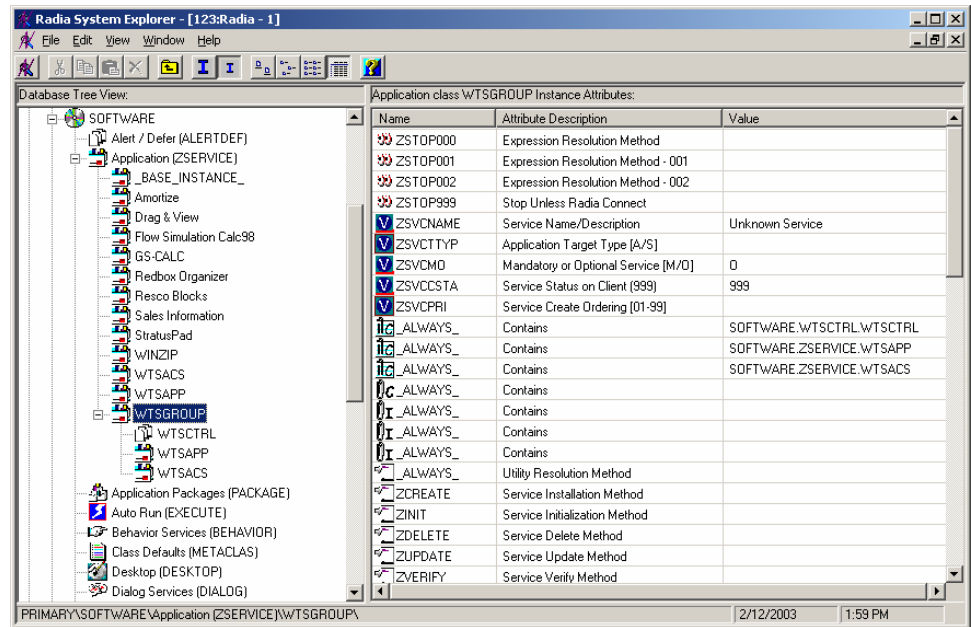 Radia System Explorer - [123:Radia - 1]
File Edit View Window Help
Database Tree View:
SOFTWARE
Alert / Defer (ALERTDEF)
Application (ZSERVICE)
_BASE_INSTANCE_
Amortize
Drag & View
Flow Simulation Calc98
GS-CALC
Redbox Organizer
Resco Blocks
Sales Information
StratusPad
WINZIP
WTSACS
WTSAPP
WTSGROUP
WTSCTRL
WTSAPP
WTSACS
Application Packages (PACKAGE)
Auto Run (EXECUTE)
Behavior Services (BEHAVIOR)
Class Defaults (METACLAS)
Desktop (DESKTOP)
Dialog Services (DIALOG)
Application class WTSGROUP Instance Attributes:
Name Attribute Description Value
ZSTOP000 Expression Resolution Method
ZSTOP001 Expression Resolution Method - 001
ZSTOP002 Expression Resolution Method - 002
ZSTOP999 Stop Unless Radia Connect
V ZSVCNAME Service Name/Description Unknown Service
V ZSVCTTYP Application Target Type [A/S]
V ZSVCMO Mandatory or Optional Service [M/O] O
V ZSVCCSTA Service Status on Client (999) 999
V ZSVCPRI Service Create Ordering [01-99]
_ALWAYS_ Contains SOFTWARE.WTSCTRL.WTSCTRL
_ALWAYS_ Contains SOFTWARE.ZSERVICE.WTSAPP
_ALWAYS_ Contains SOFTWARE.ZSERVICE.WTSACS
_ALWAYS_ Contains
_ALWAYS_ Contains
_ALWAYS_ Contains
_ALWAYS_ Contains
_ALWAYS_ Utility Resolution Method
ZCREATE Service Installation Method
ZINIT Service Initialization Method
ZDELETE Service Delete Method
ZUPDATE Service Update Method
ZVERIFY Service Verify Method
PRIMARY\SOFTWARE\Application (ZSERVICE)\WTSGROUP\ 2/12/2003 1:59 PM